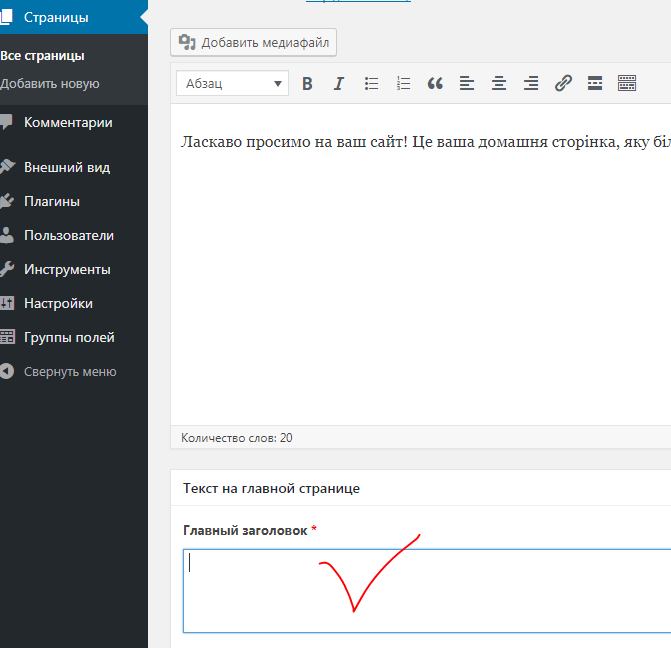 Страницы
Все страницы
Добавить новую
Комментарии
Внешний вид
Плагины
Пользователи
Инструменты
Настройки
Группы полей
Свернуть меню
Добавить медиафайл
Абзац
Ласкаво просимо на ваш сайт! Це ваша домашня сторінка, яку біл
Количество слов: 20
Текст на главной странице
Главный заголовок *